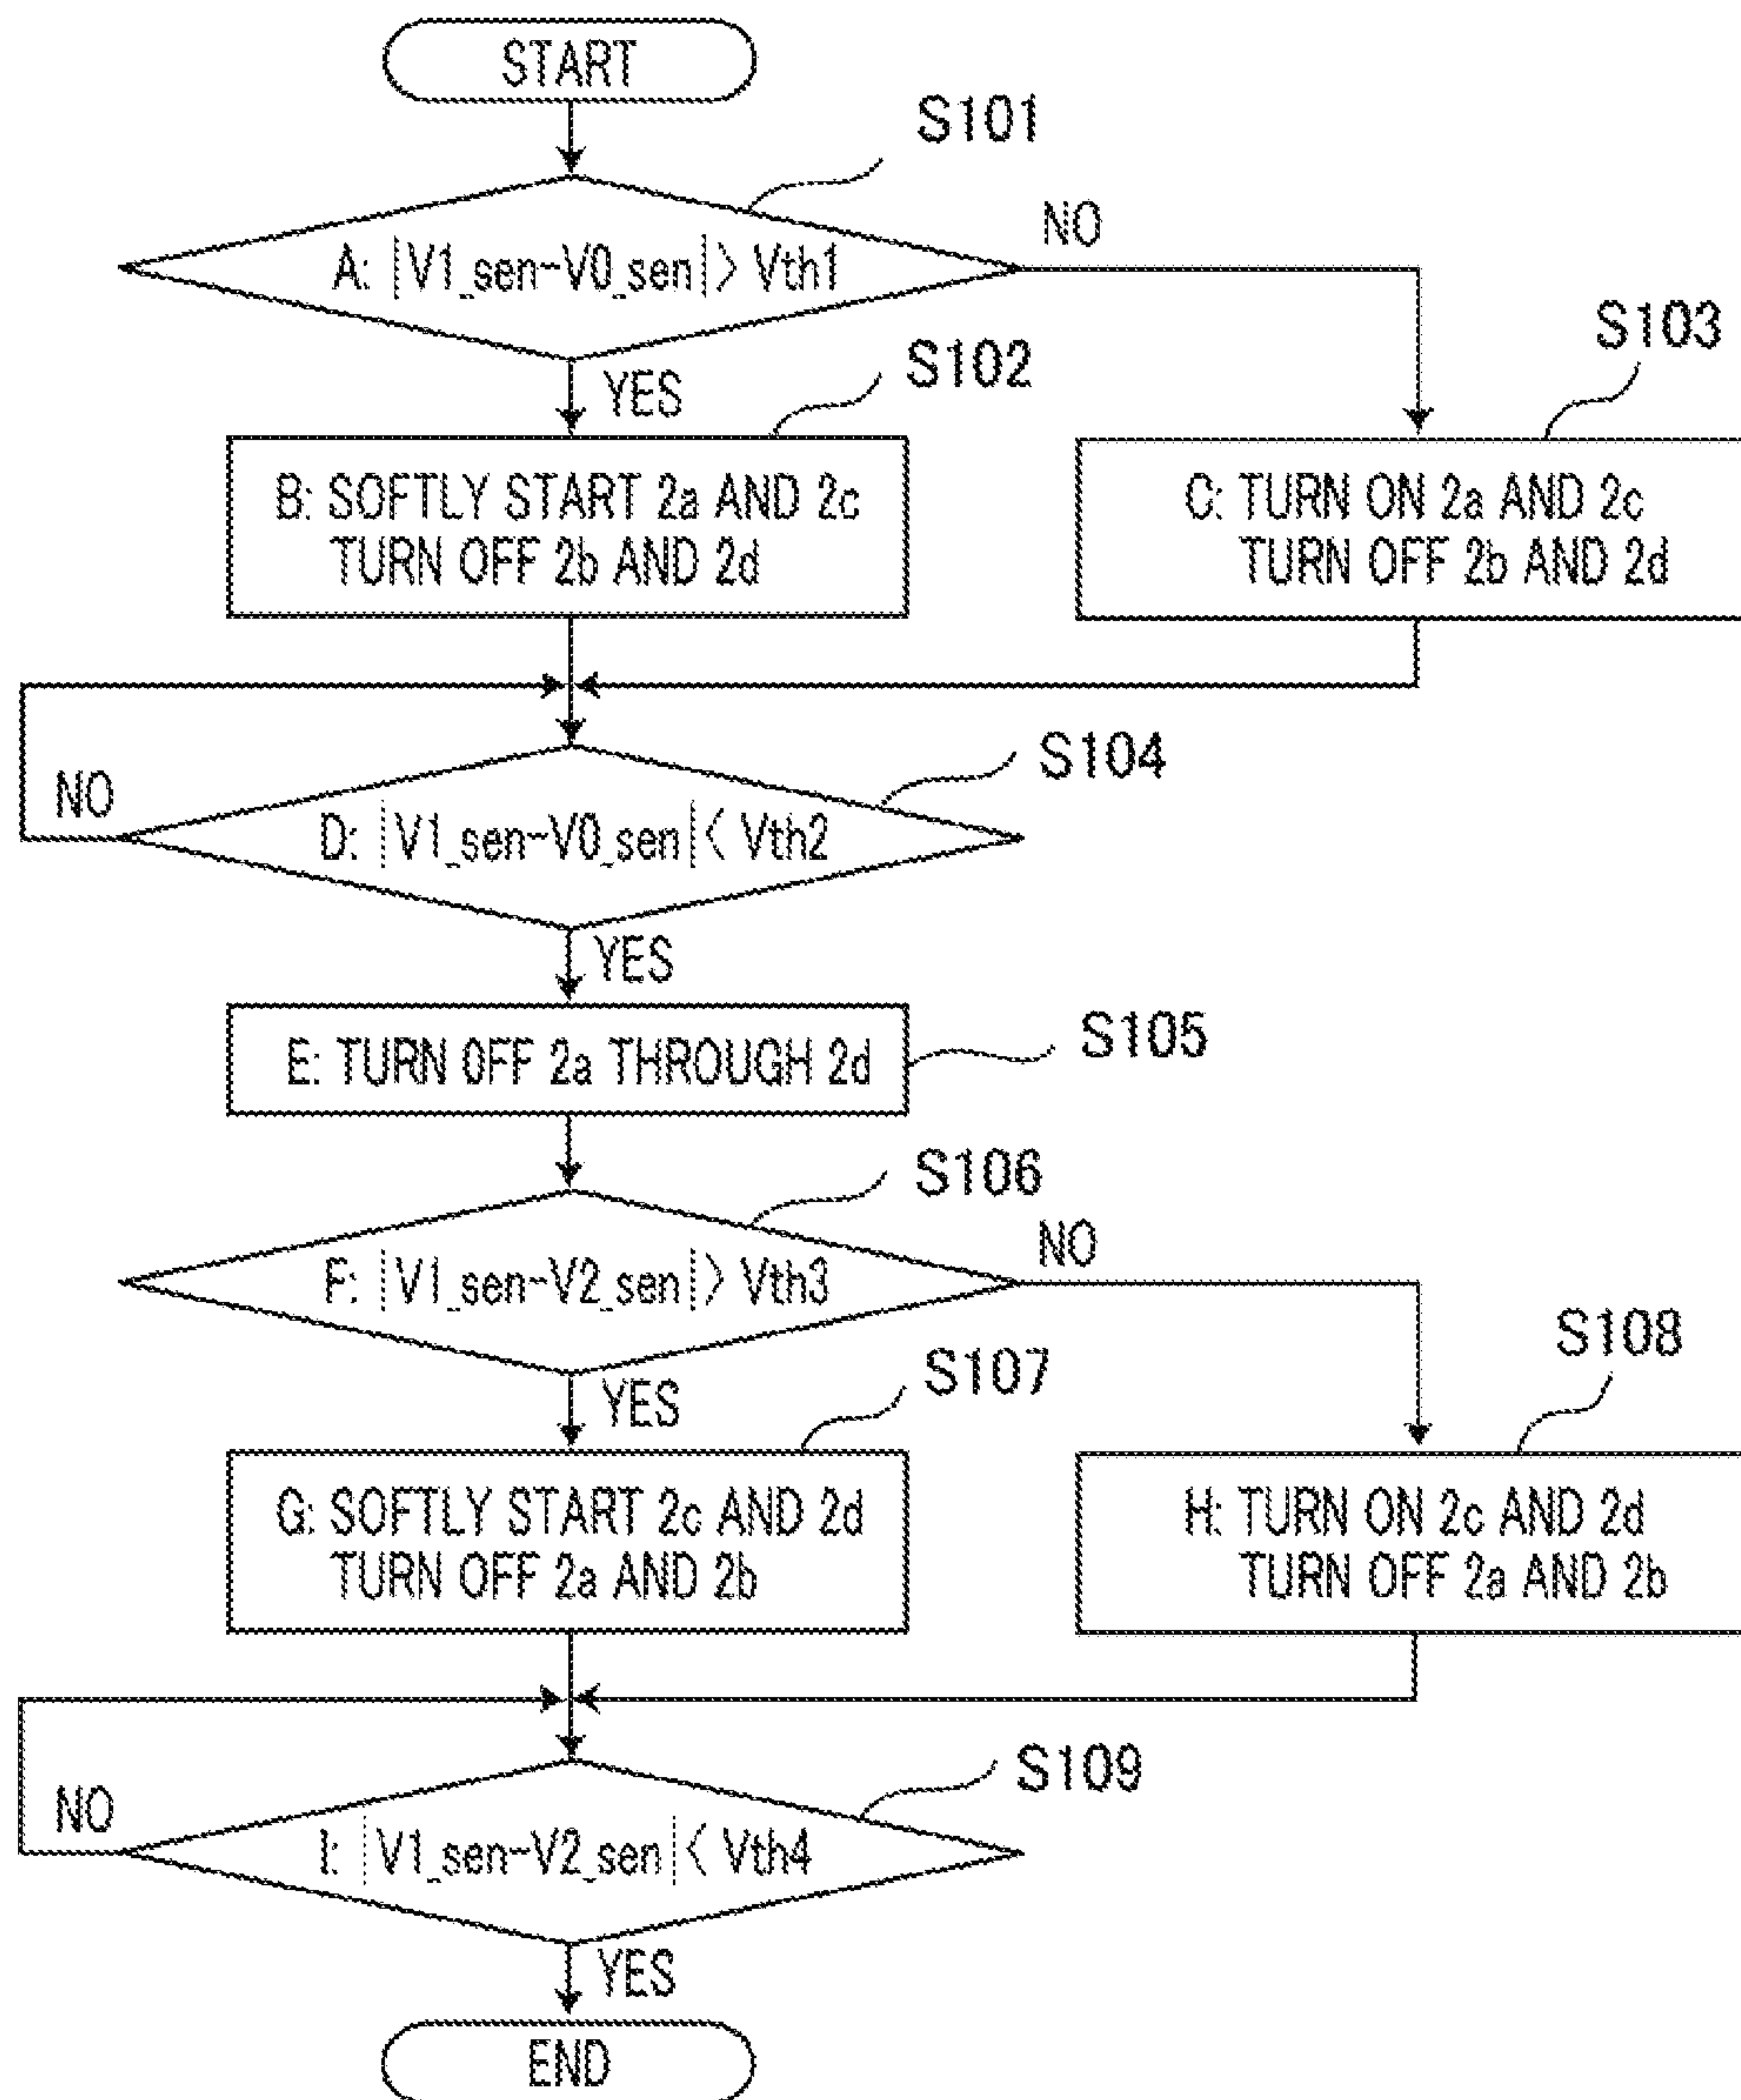 START
S101
A: |V1_sen-V0_sen|> Vth1
NO
S103
S102
YES
B: SOFTLY START 2a AND 2c
TURN OFF 2b AND 2d
C: TURN ON 2a AND 2c
TURN OFF 2b AND 2d
S104
NO
D: |V1_sen-V0_sen|< Vth2
YES
E: TURN OFF 2a THROUGH 2d
S105
S106
F: |V1_sen-V2_sen|> Vth3
NO
S108
S107
YES
G: SOFTLY START 2c AND 2d
TURN OFF 2a AND 2b
H: TURN ON 2c AND 2d
TURN OFF 2a AND 2b
S109
NO
I: |V1_sen-V2_sen|< Vth4
YES
END